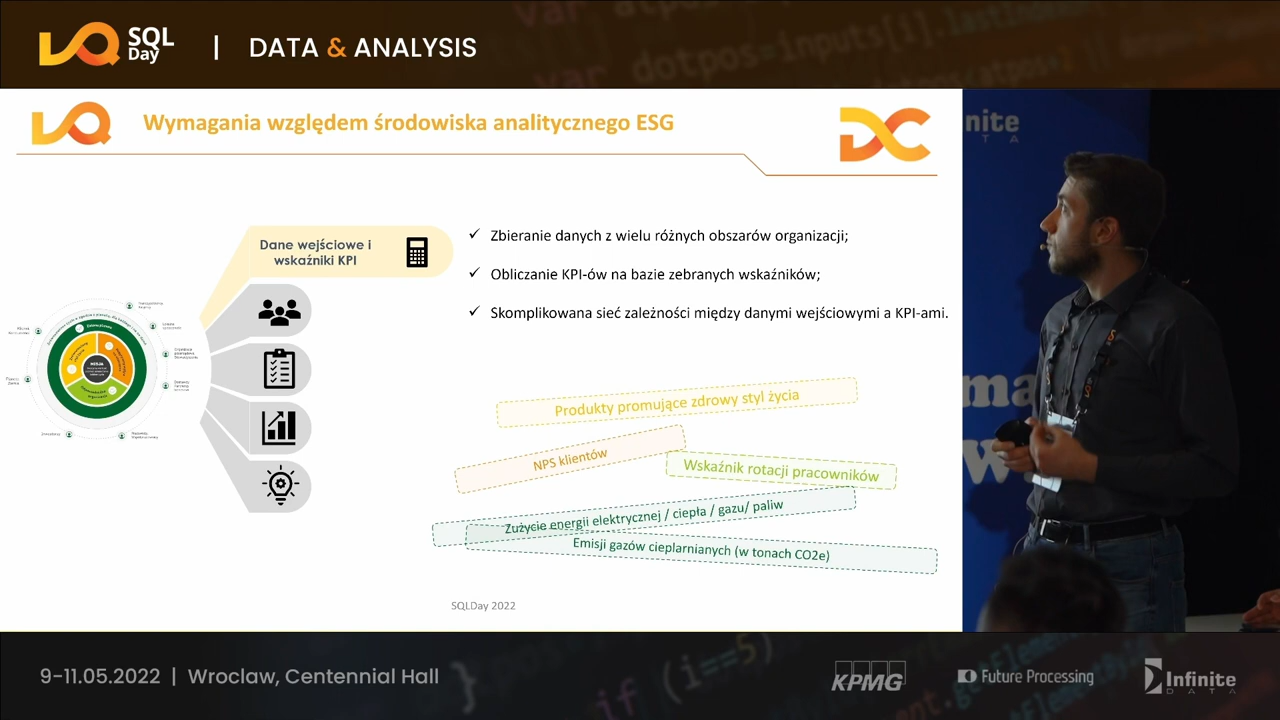 SQL
Day
| DATA & ANALYSIS
Wymagania względem środowiska analitycznego ESG
Dane wejściowe i
wskaźniki KPI
✓ Zbieranie danych z wielu różnych obszarów organizacji;
✓ Obliczanie KPI-ów na bazie zebranych wskaźników;
✓ Skomplikowana sieć zależności między danymi wejściowymi a KPI-ami.
Produkty promujące zdrowy styl życia
NPS klientów
Wskaźnik rotacji pracowników
Zużycie energii elektrycznej / ciepła / gazu/ paliw
Emisji gazów cieplarnianych (w tonach CO2e)
SQLDay 2022
nite
T A
ma
w
9-11.05.2022 | Wroclaw, Centennial Hall
KPMG
Future Processing
Infinite
DATA